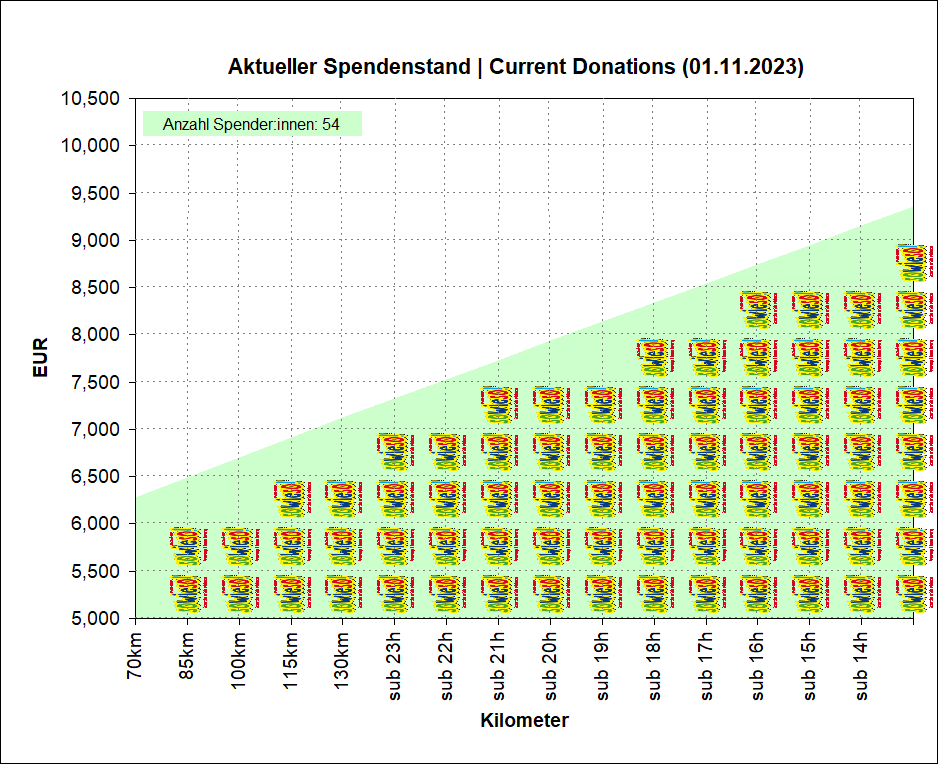 Aktueller Spendenstand | Current Donations (01.11.2023)
Anzahl Spender:innen: 54
EUR
10,500
10,000
9,500
9,000
8,500
8,000
7,500
7,000
6,500
6,000
5,500
5,000
70km
85km
100km
115km
130km
sub 23h
sub 22h
sub 21h
sub 20h
sub 19h
sub 18h
sub 17h
sub 16h
sub 15h
sub 14h
Kilometer